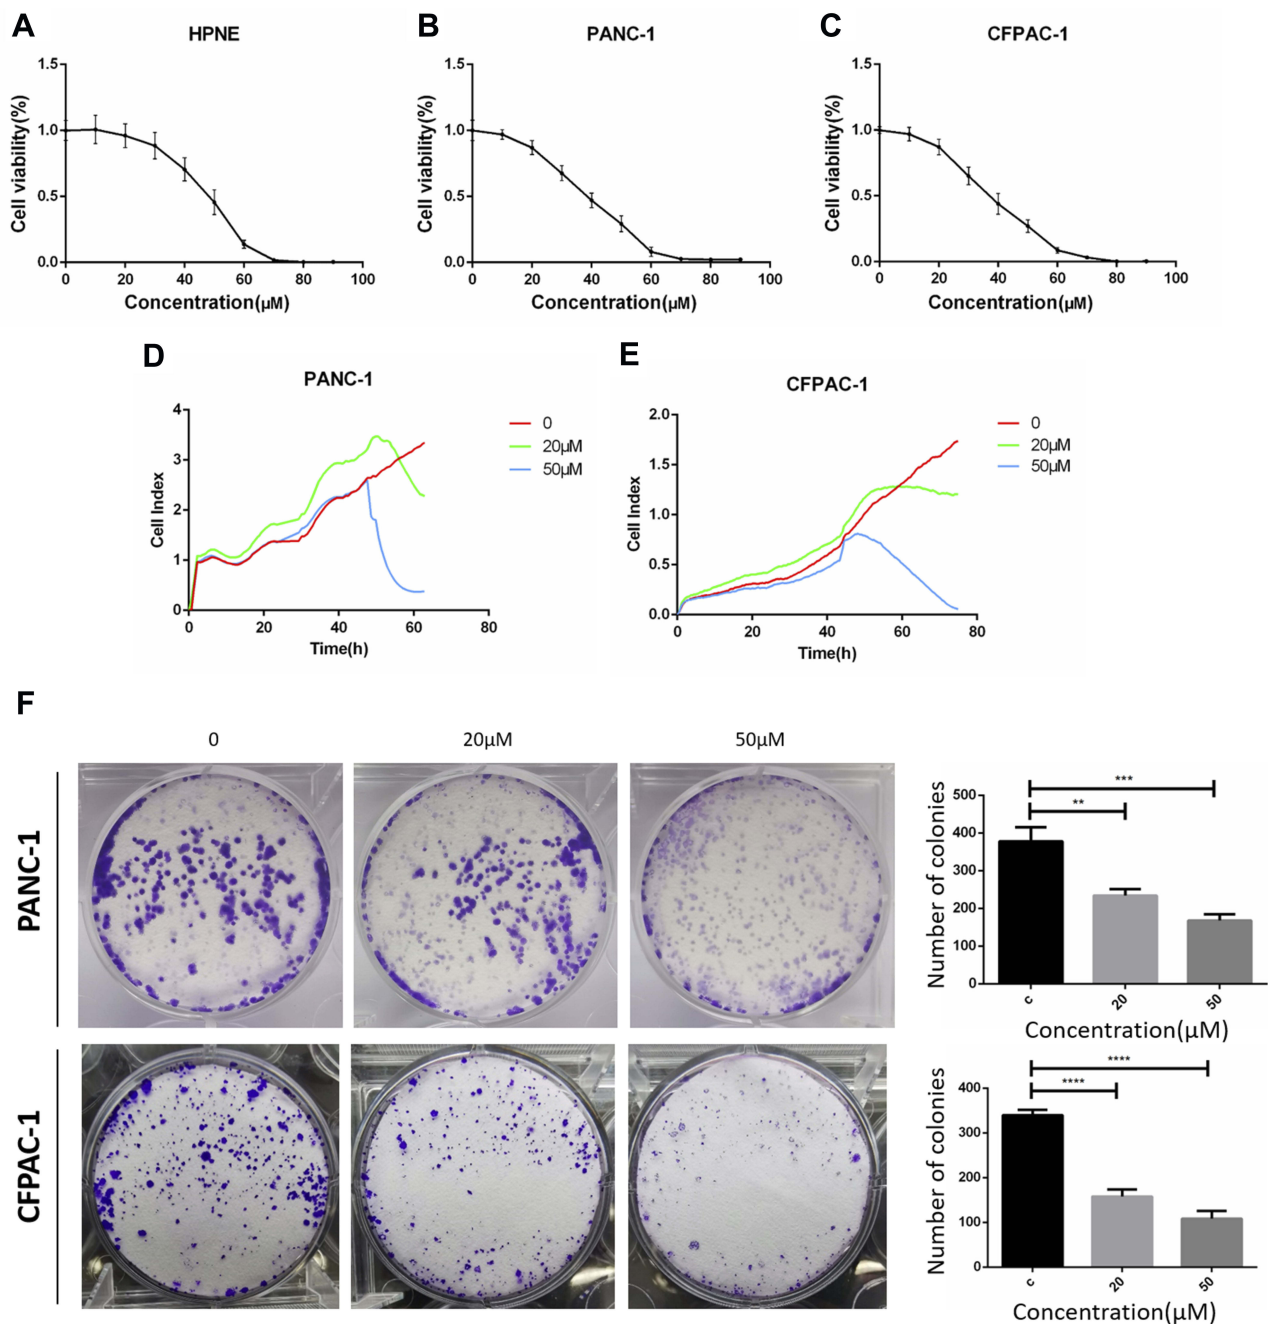 A
HPNE
1.5
1.0
0.5
0.0
Cell viability(%)
0 20 40 60 80 100
Concentration(μM)
B
PANC-1
1.5
1.0
0.5
0.0
Cell viability(%)
0 20 40 60 80 100
Concentration(μM)
C
CFPAC-1
1.5
1.0
0.5
0.0
Cell viability(%)
0 20 40 60 80 100
Concentration(μM)
D
PANC-1
4
3
2
1
0
Cell Index
0 20 40 60 80
Time(h)
0
20μM
50μM
E
CFPAC-1
2.0
1.5
1.0
0.5
0.0
Cell Index
0 20 40 60 80
Time(h)
0
20μM
50μM
F
0 20μM 50μM
PANC-1
***
**
500
400
300
200
100
0
Number of colonies
c 20 50
Concentration(μM)
CFPAC-1
****
****
400
300
200
100
0
Number of colonies
c 20 50
Concentration(μM)